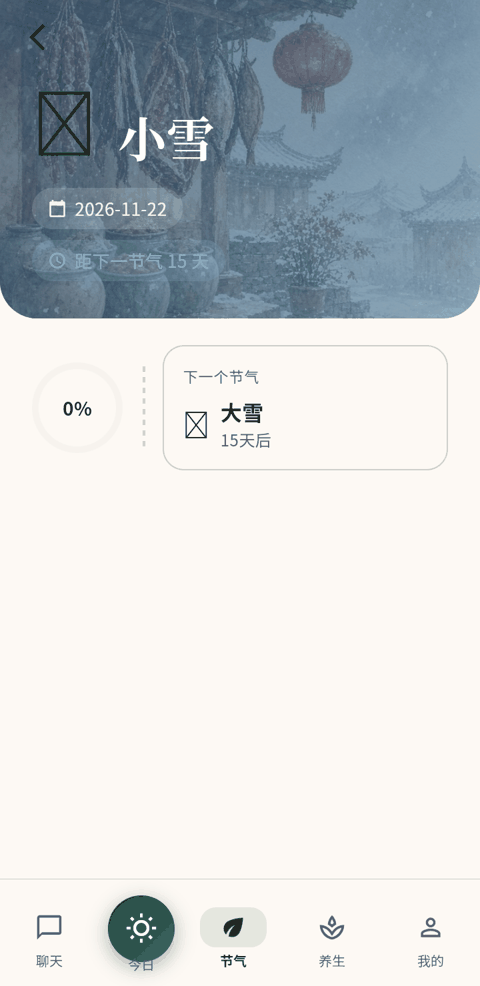 小雪
2026-11-22
距下一节气 15 天
0%
下一个节气
大雪
15天后
聊天
今日
节气
养生
我的